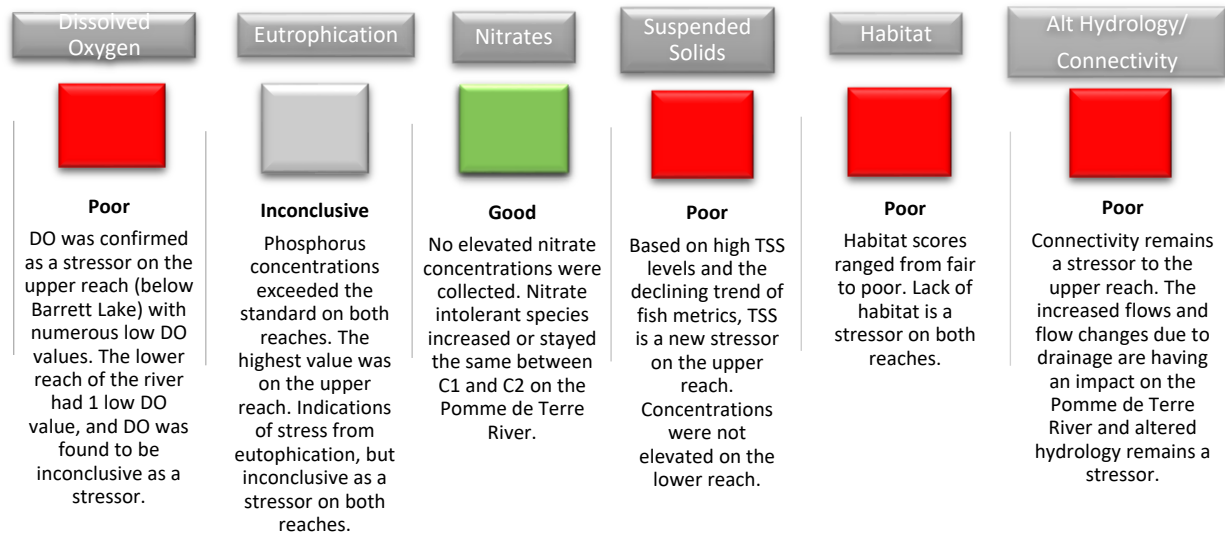 Dissolved
Oxygen
Eutrophication
Nitrates
Suspended
Solids
Habitat
Alt Hydrology/
Connectivity
Poor
DO was confirmed
as a stressor on the
upper reach (below
Barrett Lake) with
numerous low DO
values. The lower
reach of the river
had 1 low DO
value, and DO was
found to be
inconclusive as a
stressor.
Inconclusive
Phosphorus
concentrations
exceeded the
standard on both
reaches. The
highest value was
on the upper
reach. Indications
of stress from
eutophication, but
inconclusive as a
stressor on both
reaches.
Good
No elevated nitrate
concentrations were
collected. Nitrate
intolerant species
increased or stayed
the same between
C1 and C2 on the
Pomme de Terre
River.
Poor
Based on high TSS
levels and the
declining trend of
fish metrics, TSS
is a new stressor
on the upper
reach.
Concentrations
were not
elevated on the
lower reach.
Poor
Habitat scores
ranged from fair
to poor. Lack of
habitat is a
stressor on both
reaches.
Poor
Connectivity remains
a stressor to the
upper reach. The
increased flows and
flow changes due to
drainage are having
an impact on the
Pomme de Terre
River and altered
hydrology remains a
stressor.